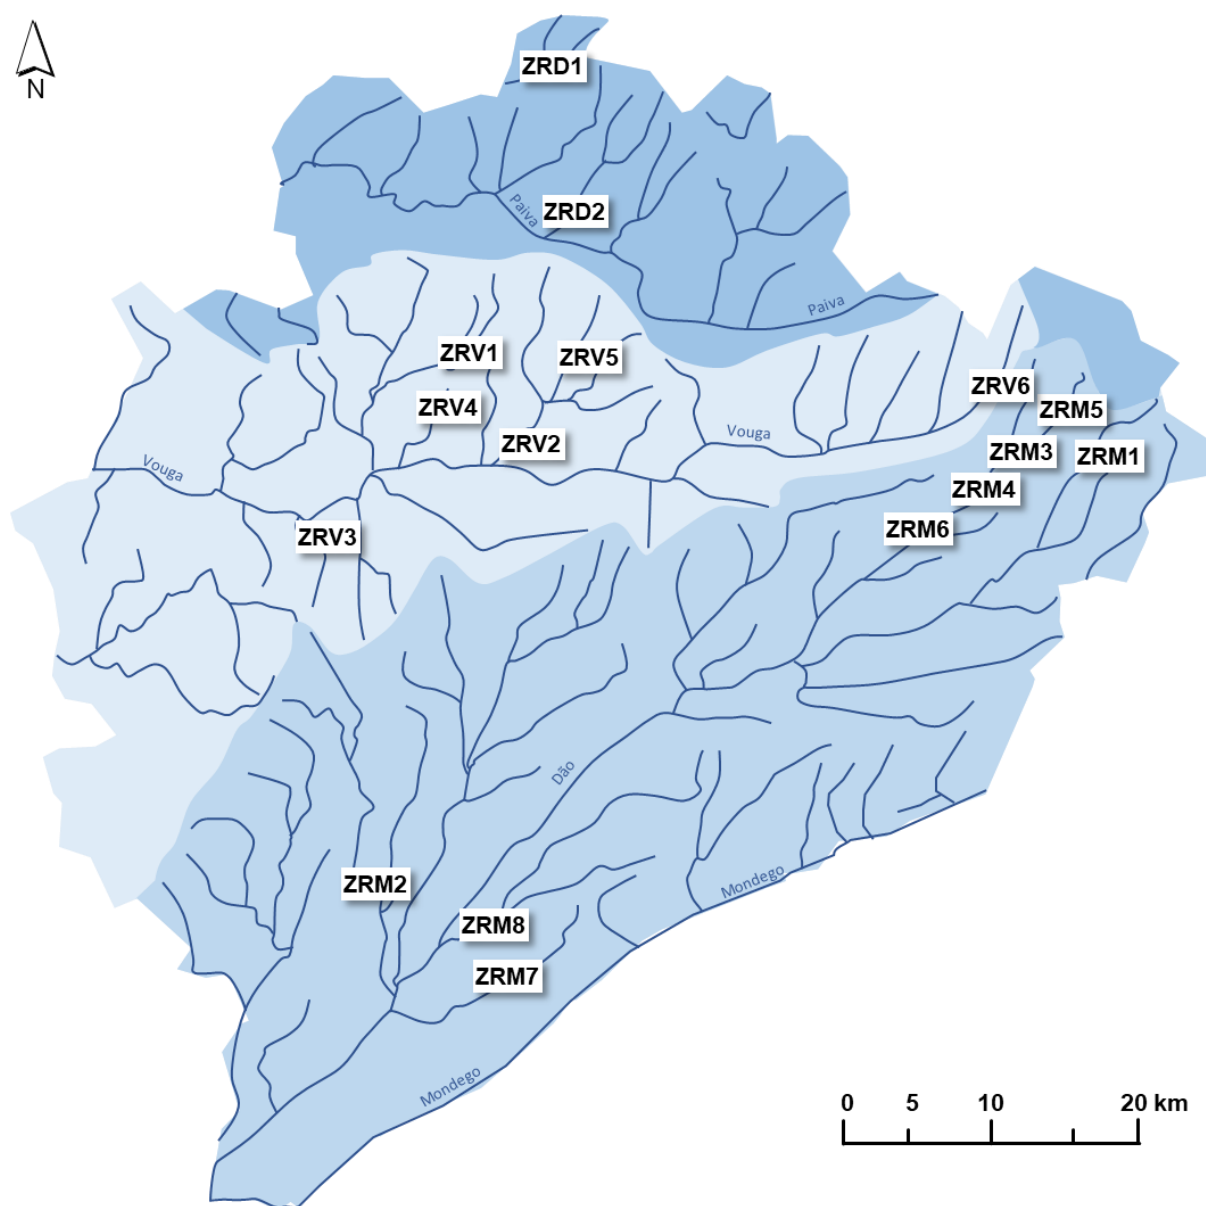 N
ZRD1
Paiva
ZRD2
Paiva
ZRV1
ZRV5
ZRV6
ZRV4
ZRM5
Vouga
ZRV2
ZRM3
ZRM1
Vouga
ZRM4
ZRV3
ZRM6
Dão
ZRM2
Mondego
ZRM8
ZRM7
Mondego
0 5 10 20 km